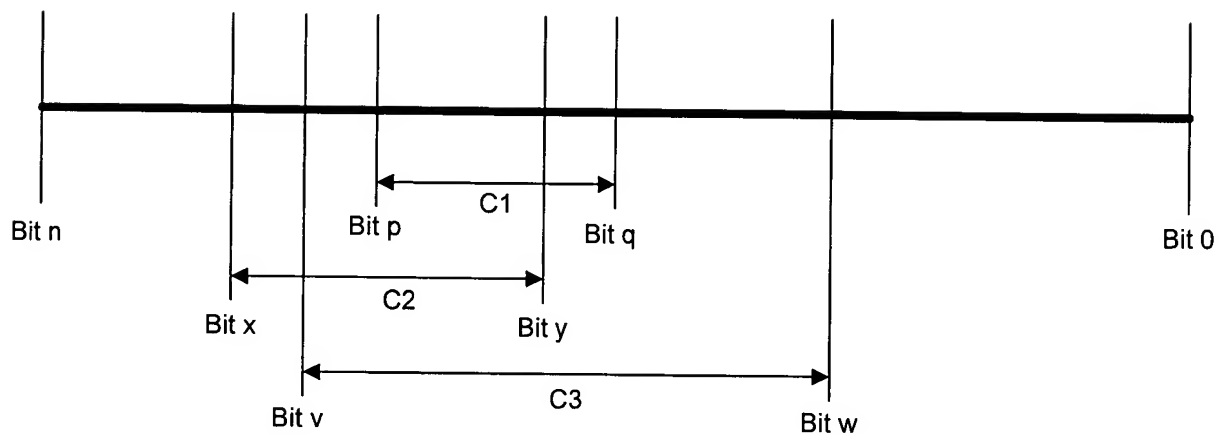 C1
Bit n
Bit p
Bit q
Bit 0
C2
Bit x
Bit y
C3
Bit v
Bit w